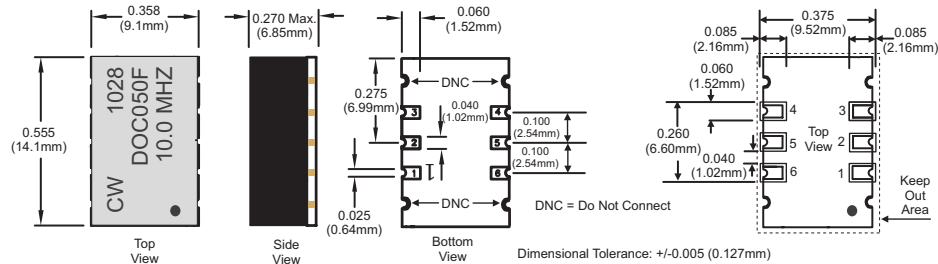 0.358
(9.1mm)
0.555
(14.1mm)
CW 1028
DOC050F
10.0 MHZ
Top
View
0.270 Max.
(6.85mm)
Side
View
0.060
(1.52mm)
DNC
0.275
(6.99mm)
0.040
(1.02mm)
3
4
2
5
1
1
6
0.100
(2.54mm)
0.100
(2.54mm)
DNC
0.025
(0.64mm)
Bottom
View
DNC = Do Not Connect
Dimensional Tolerance: +/-0.005 (0.127mm)
0.375
(9.52mm)
0.085
(2.16mm)
0.085
(2.16mm)
0.060
(1.52mm)
0.260
(6.60mm)
0.040
(1.02mm)
4
3
Top
View
5
2
6
1
Keep
Out
Area